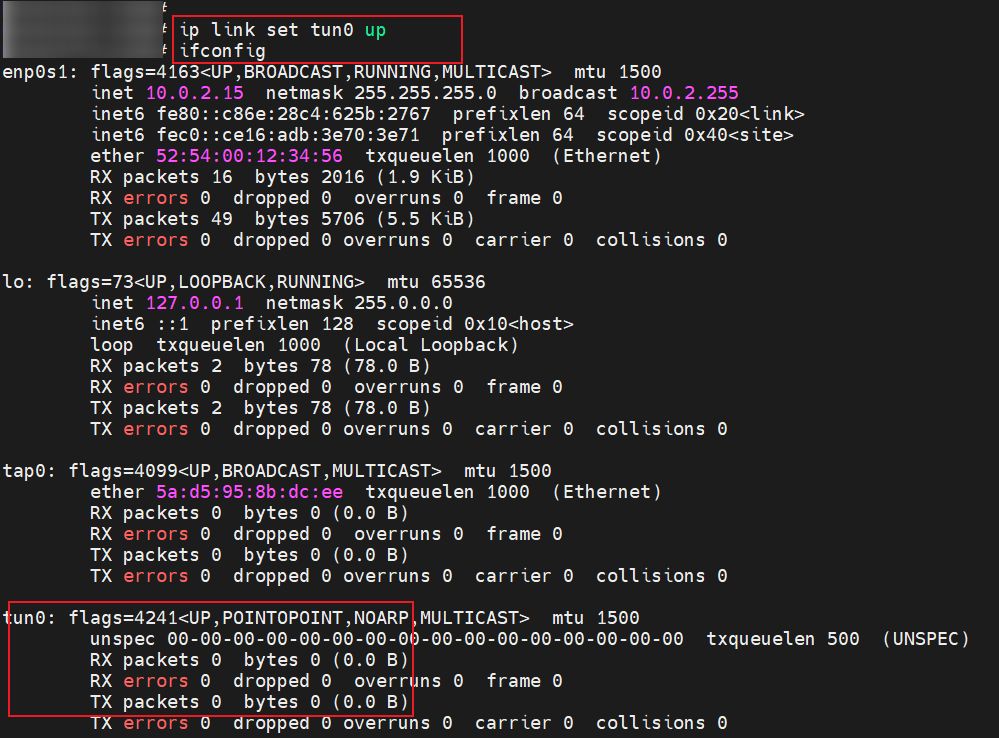 #
# ip link set tun0 up
# ifconfig
enp0s1: flags=4163<UP,BROADCAST,RUNNING,MULTICAST>  mtu 1500
        inet 10.0.2.15  netmask 255.255.255.0  broadcast 10.0.2.255
        inet6 fe80::c86e:28c4:625b:2767  prefixlen 64  scopeid 0x20<link>
        inet6 fec0::ce16:adb:3e70:3e71  prefixlen 64  scopeid 0x40<site>
        ether 52:54:00:12:34:56  txqueuelen 1000  (Ethernet)
        RX packets 16  bytes 2016 (1.9 KiB)
        RX errors 0  dropped 0  overruns 0  frame 0
        TX packets 49  bytes 5706 (5.5 KiB)
        TX errors 0  dropped 0 overruns 0  carrier 0  collisions 0

lo: flags=73<UP,LOOPBACK,RUNNING>  mtu 65536
        inet 127.0.0.1  netmask 255.0.0.0
        inet6 ::1  prefixlen 128  scopeid 0x10<host>
        loop  txqueuelen 1000  (Local Loopback)
        RX packets 2  bytes 78 (78.0 B)
        RX errors 0  dropped 0  overruns 0  frame 0
        TX packets 2  bytes 78 (78.0 B)
        TX errors 0  dropped 0 overruns 0  carrier 0  collisions 0

tap0: flags=4099<UP,BROADCAST,MULTICAST>  mtu 1500
        ether 5a:d5:95:8b:dc:ee  txqueuelen 1000  (Ethernet)
        RX packets 0  bytes 0 (0.0 B)
        RX errors 0  dropped 0  overruns 0  frame 0
        TX packets 0  bytes 0 (0.0 B)
        TX errors 0  dropped 0 overruns 0  carrier 0  collisions 0

tun0: flags=4241<UP,POINTOPOINT,NOARP,MULTICAST>  mtu 1500
        unspec 00-00-00-00-00-00-00-00-00-00-00-00-00-00-00-00  txqueuelen 500  (UNSPEC)
        RX packets 0  bytes 0 (0.0 B)
        RX errors 0  dropped 0  overruns 0  frame 0
        TX packets 0  bytes 0 (0.0 B)
        TX errors 0  dropped 0 overruns 0  carrier 0  collisions 0